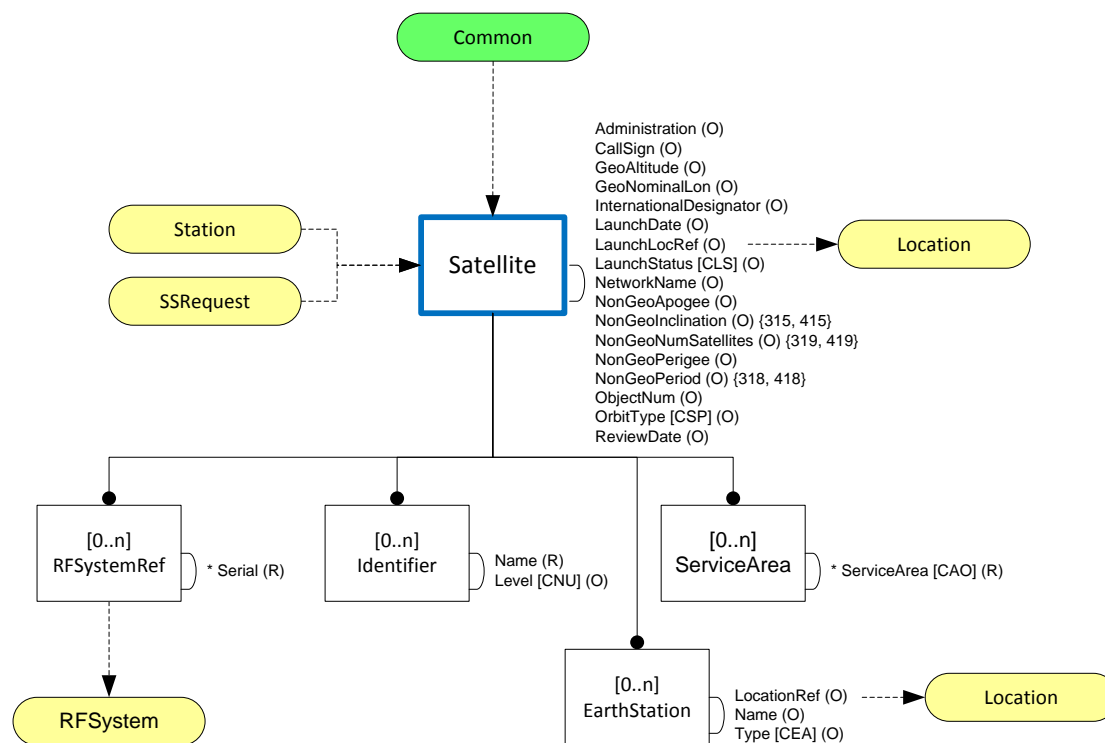 Common
Administration (O)
CallSign (O)
GeoAltitude (O)
GeoNominalLon (O)
InternationalDesignator (O)
LaunchDate (O)
LaunchLocRef (O)
LaunchStatus [CLS] (O)
NetworkName (O)
NonGeoApogee (O)
NonGeoInclination (O) {315, 415}
NonGeoNumSatellites (O) {319, 419}
NonGeoPerigee (O)
NonGeoPeriod (O) {318, 418}
ObjectNum (O)
OrbitType [CSP] (O)
ReviewDate (O)
Station
SSRequest
Satellite
Location
[0..n]
RFSystemRef
* Serial (R)
[0..n]
Identifier
Name (R)
Level [CNU] (O)
[0..n]
ServiceArea
* ServiceArea [CAO] (R)
RFSystem
[0..n]
EarthStation
LocationRef (O)
Name (O)
Type [CEA] (O)
Location